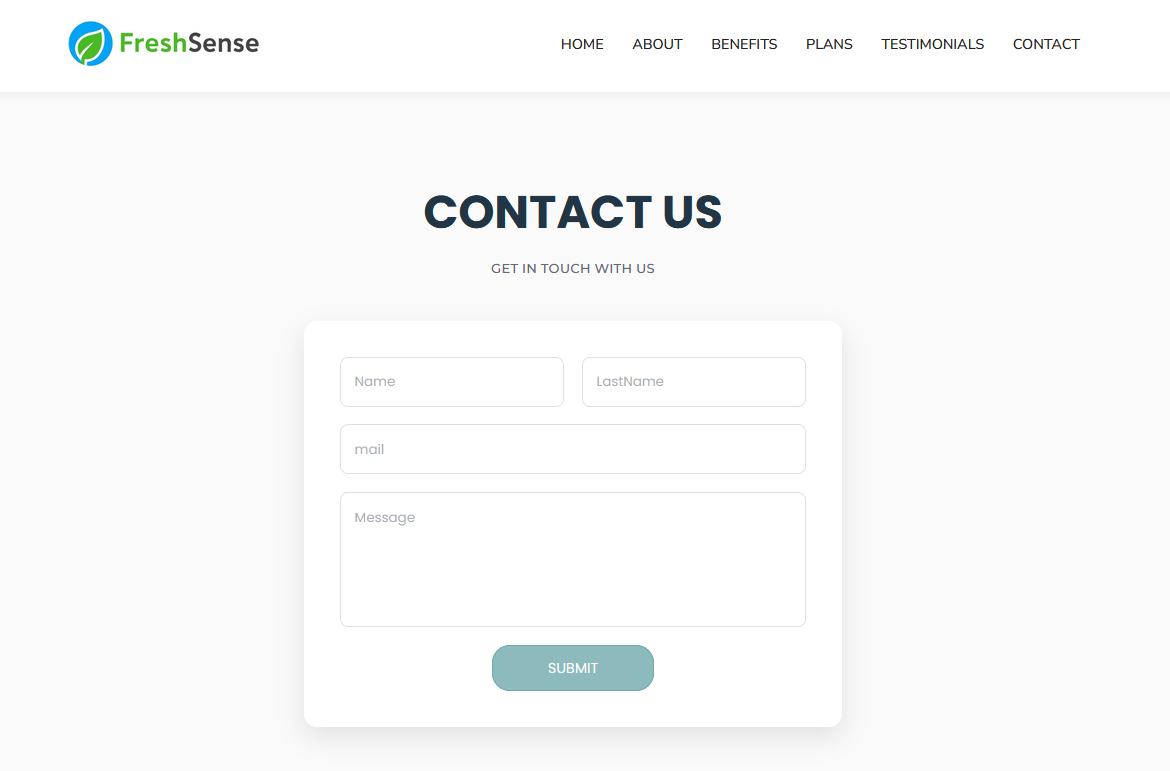 FreshSense
HOME ABOUT BENEFITS PLANS TESTIMONIALS CONTACT
CONTACT US
GET IN TOUCH WITH US
Name LastName
mail
Message
SUBMIT